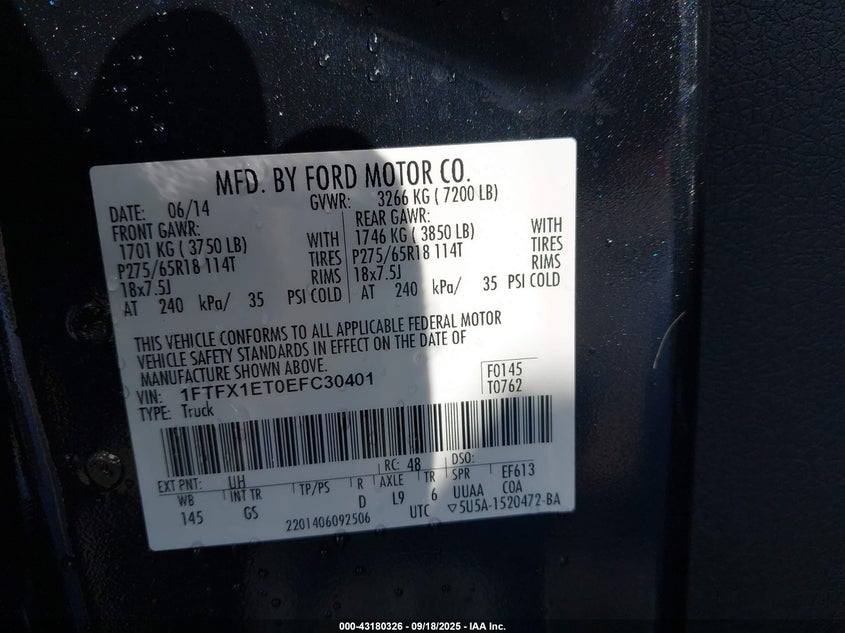 MFD. BY FORD MOTOR CO.
DATE: 06/14 GVWR: 3266 KG ( 7200 LB)
FRONT GAWR: REAR GAWR:
1701 KG ( 3750 LB) WITH 1746 KG ( 3850 LB) WITH
P275/65R18 114T TIRES P275/65R18 114T TIRES
18x7.5J RIMS 18x7.5J RIMS
AT 240 kPa/ 35 PSI COLD AT 240 kPa/ 35 PSI COLD
THIS VEHICLE CONFORMS TO ALL APPLICABLE FEDERAL MOTOR
VEHICLE SAFETY STANDARDS IN EFFECT ON THE DATE OF
MANUFACTURE SHOWN ABOVE.
VIN: 1FTFX1ET0EFC30401 F0145
TYPE: Truck T0762
EXT PNT: UH RC: 48 DSO:
WB INT TR TP/PS R AXLE TR SPR EF613
145 GS D L9 6 UUAA COA
2201406092506 UTC ▽5U5A-1520472-BA
000-43180326 - 09/18/2025 - IAA Inc.